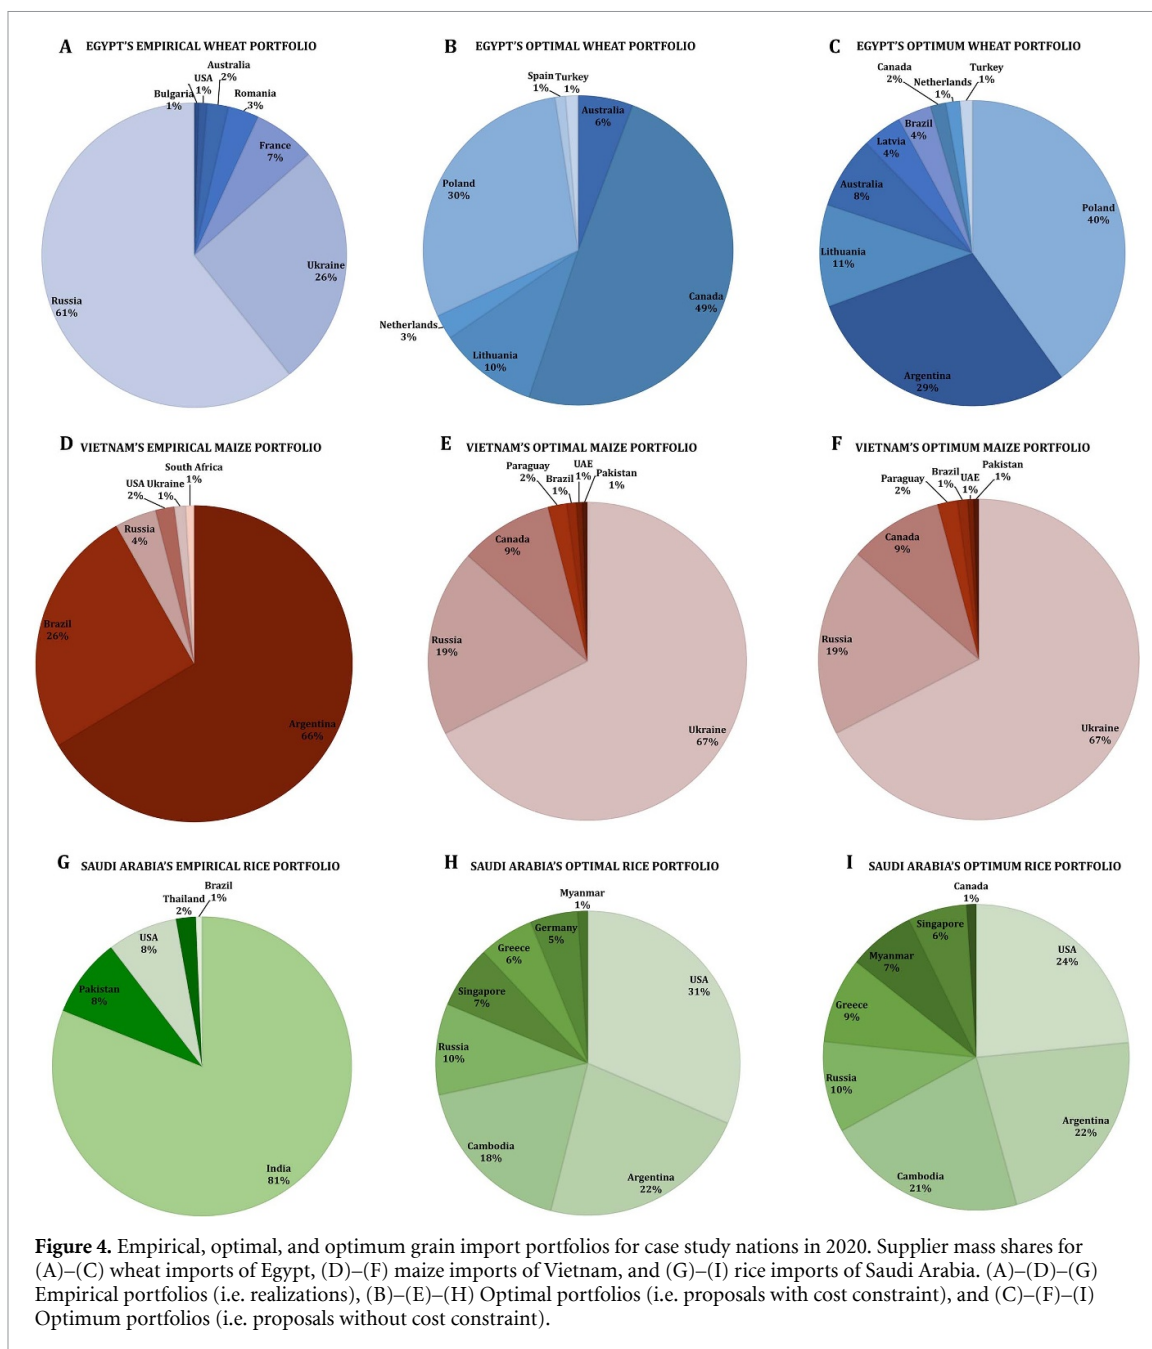 A EGYPT'S EMPIRICAL WHEAT PORTFOLIO
Bulgaria
1%
USA
1%
Australia
2%
Romania
3%
France
7%
Ukraine
26%
Russia
61%
B EGYPT'S OPTIMAL WHEAT PORTFOLIO
Spain
1%
Turkey
1%
Australia
6%
Poland
30%
Canada
49%
Netherlands
3%
Lithuania
10%
C EGYPT'S OPTIMUM WHEAT PORTFOLIO
Canada
2%
Netherlands
1%
Turkey
1%
Brazil
4%
Latvia
4%
Australia
8%
Poland
40%
Lithuania
11%
Argentina
29%
D VIETNAM'S EMPIRICAL MAIZE PORTFOLIO
South Africa
1%
USA
2%
Ukraine
1%
Russia
4%
Brazil
26%
Argentina
66%
E VIETNAM'S OPTIMAL MAIZE PORTFOLIO
Paraguay
2%
Brazil
1%
UAE
1%
Pakistan
1%
Canada
9%
Russia
19%
Ukraine
67%
F VIETNAM'S OPTIMUM MAIZE PORTFOLIO
Paraguay
2%
Brazil
1%
UAE
1%
Pakistan
1%
Canada
9%
Russia
19%
Ukraine
67%
G SAUDI ARABIA'S EMPIRICAL RICE PORTFOLIO
Brazil
1%
Thailand
2%
USA
8%
Pakistan
8%
India
81%
H SAUDI ARABIA'S OPTIMAL RICE PORTFOLIO
Myanmar
1%
Germany
5%
Greece
6%
Singapore
7%
USA
31%
Russia
10%
Cambodia
18%
Argentina
22%
I SAUDI ARABIA'S OPTIMUM RICE PORTFOLIO
Canada
1%
Singapore
6%
Myanmar
7%
USA
24%
Greece
9%
Russia
10%
Argentina
22%
Cambodia
21%
Figure 4. Empirical, optimal, and optimum grain import portfolios for case study nations in 2020. Supplier mass shares for
(A)–(C) wheat imports of Egypt, (D)–(F) maize imports of Vietnam, and (G)–(I) rice imports of Saudi Arabia. (A)–(D)–(G)
Empirical portfolios (i.e. realizations), (B)–(E)–(H) Optimal portfolios (i.e. proposals with cost constraint), and (C)–(F)–(I)
Optimum portfolios (i.e. proposals without cost constraint).